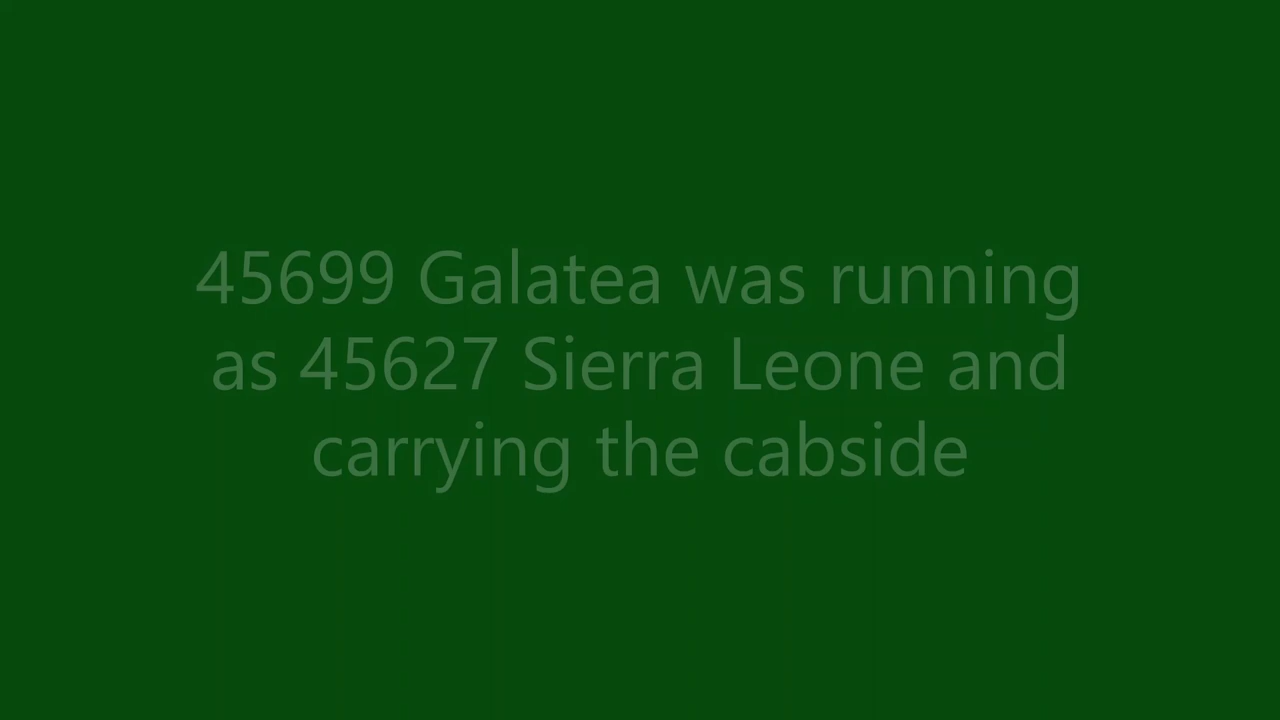 45699 Galatea was running
as 45627 Sierra Leone and
carrying the cabside